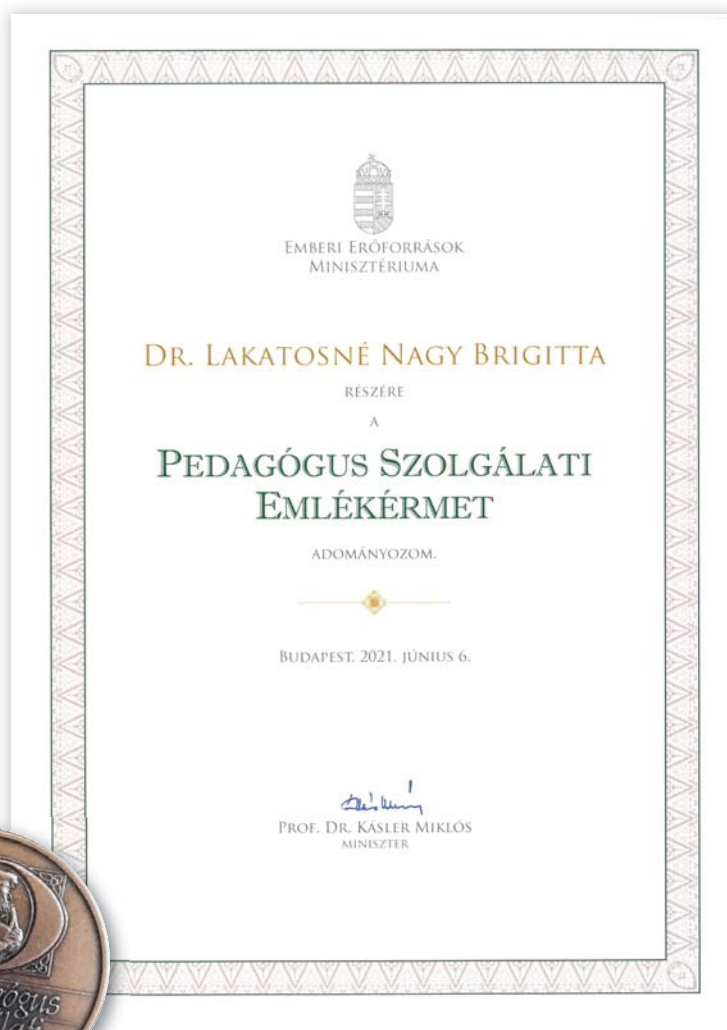 EMBERI ERŐFORRÁSOK
MINISZTÉRIUMA
DR. LAKATOSNÉ NAGY BRIGITTA
RÉSZÉRE
A
PEDAGÓGUS SZOLGÁLATI
EMLÉKÉRMET
ADOMÁNYOZOM.
BUDAPEST, 2021. JÚNIUS 6.
PROF. DR. KÁSLER MIKLÓS
MINISZTER